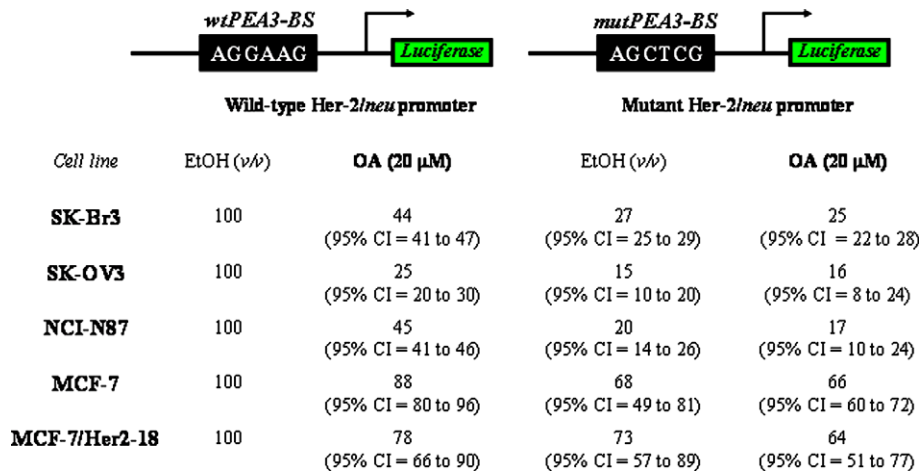 wtPEA3-BS mutPEA3-BS
AGGAAG Luciferase AGCTCG Luciferase
Wild-type Her-2/neu promoter Mutant Her-2/neu promoter
Cell line EtOH (v/v) OA (20 µM) EtOH (v/v) OA (20 µM)
SK-Br3 100 44 27 25
(95% CI = 41 to 47) (95% CI = 25 to 29) (95% CI = 22 to 28)
SK-OV3 100 25 15 16
(95% CI = 20 to 30) (95% CI = 10 to 20) (95% CI = 8 to 24)
NCI-N87 100 45 20 17
(95% CI = 41 to 46) (95% CI = 14 to 26) (95% CI = 10 to 24)
MCF-7 100 88 68 66
(95% CI = 80 to 96) (95% CI = 49 to 81) (95% CI = 60 to 72)
MCF-7/Her2-18 100 78 73 64
(95% CI = 66 to 90) (95% CI = 57 to 89) (95% CI = 51 to 77)